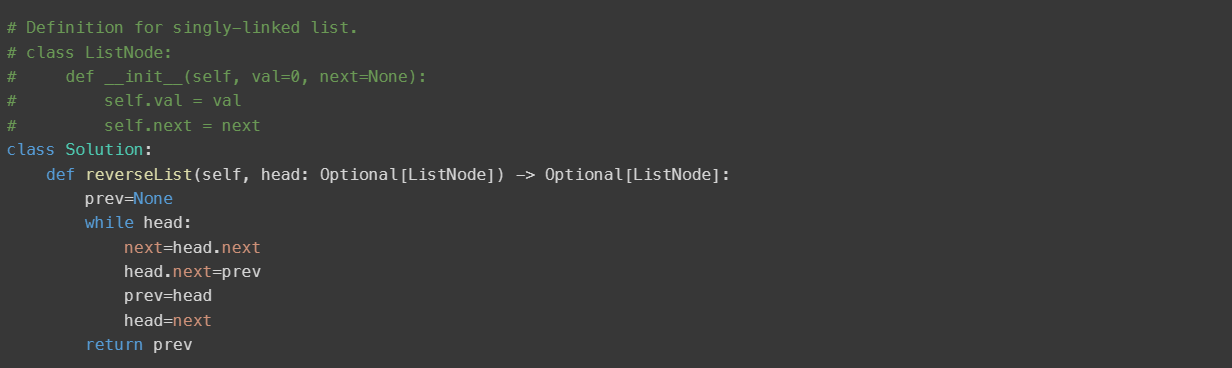 # Definition for singly-linked list.
# class ListNode:
#     def __init__(self, val=0, next=None):
#         self.val = val
#         self.next = next
class Solution:
    def reverseList(self, head: Optional[ListNode]) -> Optional[ListNode]:
        prev=None
        while head:
            next=head.next
            head.next=prev
            prev=head
            head=next
        return prev